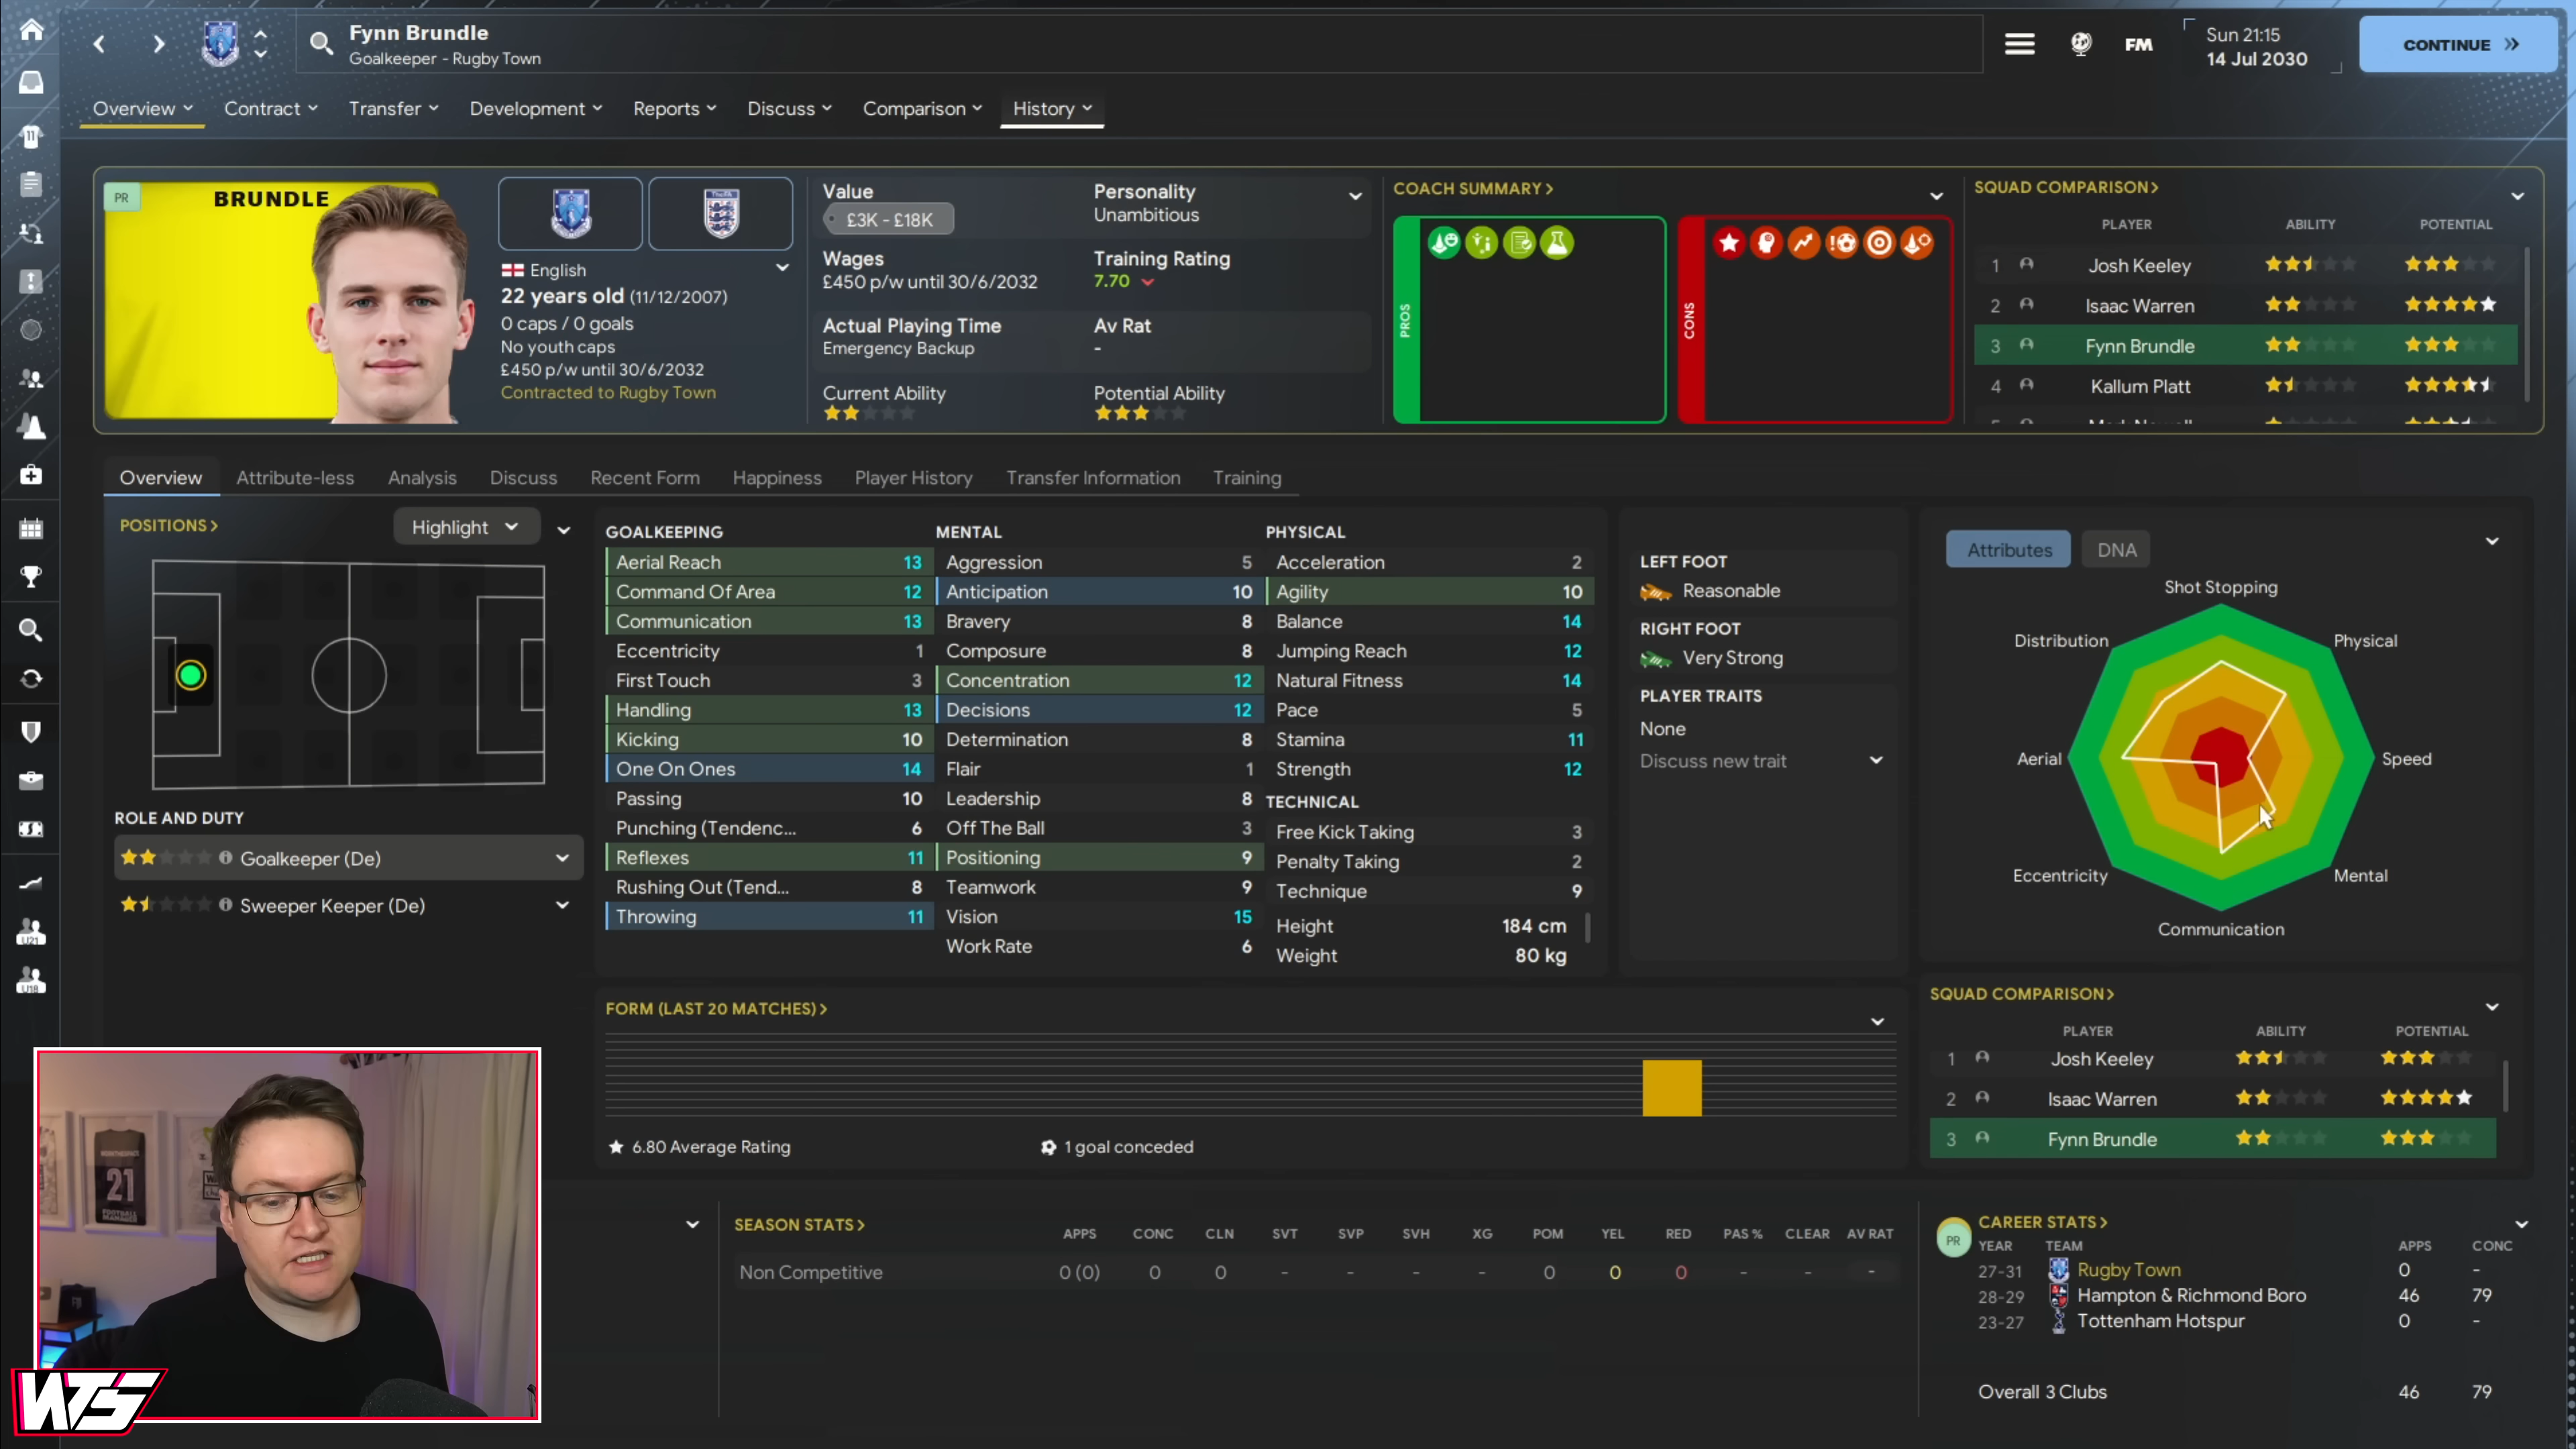 Fynn Brundle
Goalkeeper - Rugby Town
FM
Sun 21:15
14 Jul 2030
CONTINUE
Overview
Contract
Transfer
Development
Reports
Discuss
Comparison
History
PR
BRUNDLE
English
22 years old (11/12/2007)
0 caps / 0 goals
No youth caps
£450 p/w until 30/6/2032
Contracted to Rugby Town
Value
£3K - £18K
Personality
Unambitious
Wages
£450 p/w until 30/6/2032
Training Rating
7.70
Actual Playing Time
Emergency Backup
Av Rat
-
Current Ability
Potential Ability
COACH SUMMARY >
PROS
CONS
SQUAD COMPARISON >
PLAYER ABILITY POTENTIAL
1 Josh Keeley
2 Isaac Warren
3 Fynn Brundle
4 Kallum Platt
Overview
Attribute-less
Analysis
Discuss
Recent Form
Happiness
Player History
Transfer Information
Training
POSITIONS >
Highlight
ROLE AND DUTY
Goalkeeper (De)
Sweeper Keeper (De)
GOALKEEPING
Aerial Reach 13
Command Of Area 12
Communication 13
Eccentricity 1
First Touch 3
Handling 13
Kicking 10
One On Ones 14
Passing 10
Punching (Tendenc... 6
Reflexes 11
Rushing Out (Tend... 8
Throwing 11
MENTAL
Aggression 5
Anticipation 10
Bravery 8
Composure 8
Concentration 12
Decisions 12
Determination 8
Flair 1
Leadership 8
Off The Ball 3
Positioning 9
Teamwork 9
Vision 15
Work Rate 6
PHYSICAL
Acceleration 2
Agility 10
Balance 14
Jumping Reach 12
Natural Fitness 14
Pace 5
Stamina 11
Strength 12
TECHNICAL
Free Kick Taking 3
Penalty Taking 2
Technique 9
Height 184 cm
Weight 80 kg
LEFT FOOT
Reasonable
RIGHT FOOT
Very Strong
PLAYER TRAITS
None
Discuss new trait
Attributes
DNA
Shot Stopping
Distribution
Physical
Aerial
Speed
Eccentricity
Mental
Communication
FORM (LAST 20 MATCHES) >
6.80 Average Rating
1 goal conceded
SQUAD COMPARISON >
PLAYER ABILITY POTENTIAL
1 Josh Keeley
2 Isaac Warren
3 Fynn Brundle
SEASON STATS >
APPS CONC CLN SVT SVP SVH XG POM YEL RED PAS % CLEAR AV RAT
Non Competitive 0 (0) 0 0 - - - - 0 0 0 - - -
PR
CAREER STATS >
YEAR TEAM APPS CONC
27-31 Rugby Town 0 -
28-29 Hampton & Richmond Boro 46 79
23-27 Tottenham Hotspur 0 -
Overall 3 Clubs 46 79
11
U21
U18
21
WTS